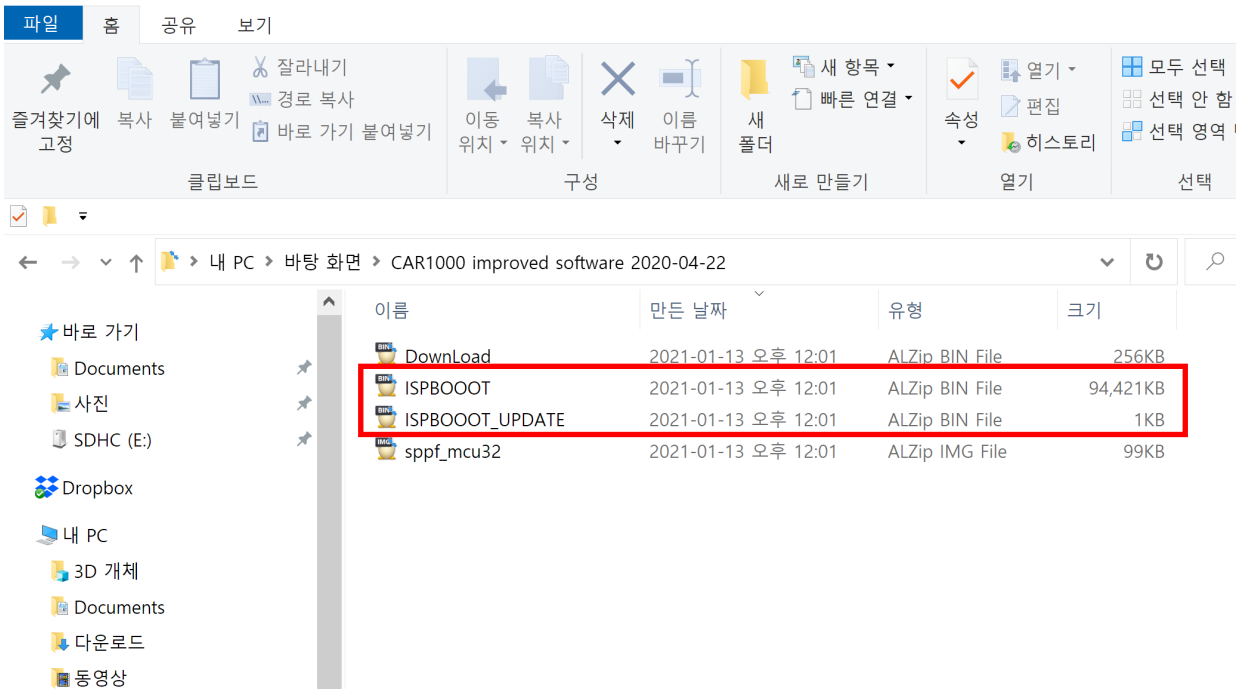 파일 홈 공유 보기
즐겨찾기에 고정
복사
붙여넣기
잘라내기
경로 복사
바로 가기 붙여넣기
클립보드
이동 위치
복사 위치
삭제
이름 바꾸기
구성
새 폴더
새 항목
빠른 연결
새로 만들기
속성
열기
편집
히스토리
열기
모두 선택
선택 안 함
선택 영역
선택
내 PC > 바탕 화면 > CAR1000 improved software 2020-04-22
바로 가기
Documents
사진
SDHC (E:)
Dropbox
내 PC
3D 개체
Documents
다운로드
동영상
이름 만든 날짜 유형 크기
DownLoad 2021-01-13 오후 12:01 ALZip BIN File 256KB
ISPBOOOT 2021-01-13 오후 12:01 ALZip BIN File 94,421KB
ISPBOOOT_UPDATE 2021-01-13 오후 12:01 ALZip BIN File 1KB
sppf_mcu32 2021-01-13 오후 12:01 ALZip IMG File 99KB